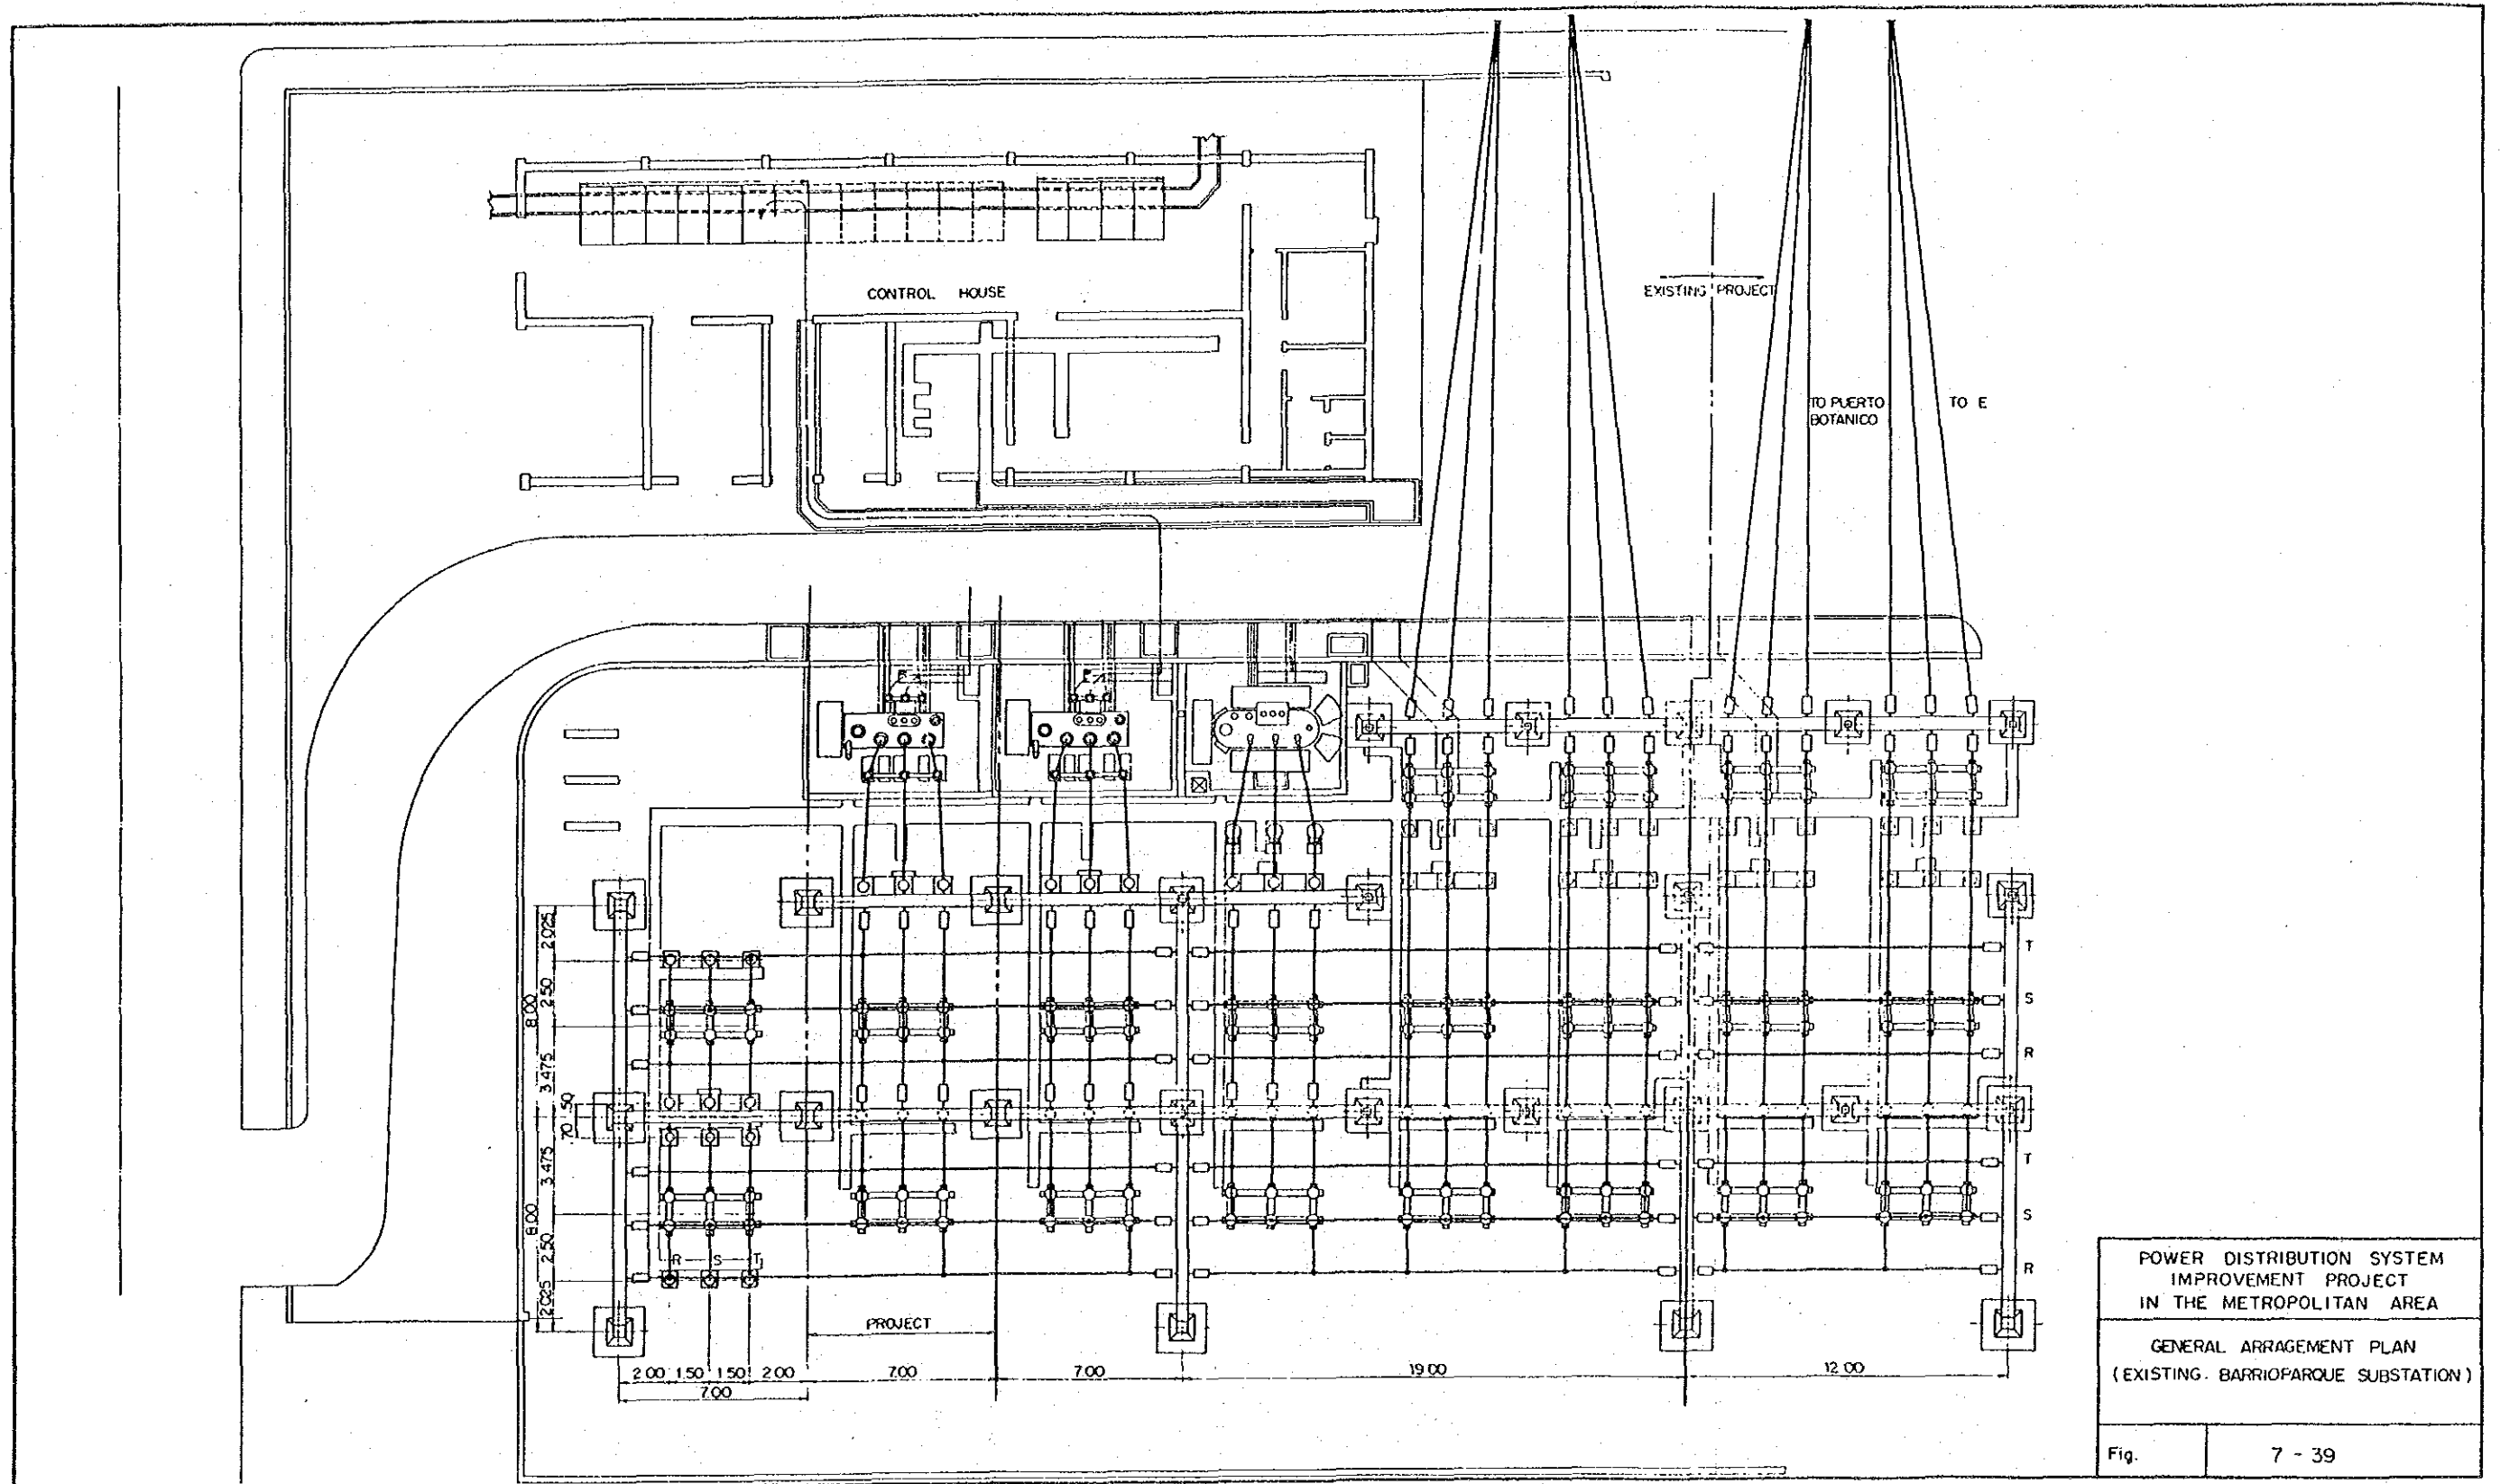 CONTROL HOUSE
EXISTING PROJECT
TO PUERTO
BOTANICO
TO E
T
S
R
T
S
R
2.025
2.50
8.00
3.475
.50
.70
3.475
8.00
2.50
2.025
R S T
PROJECT
2.00 1.50 1.50 2.00
7.00
7.00
7.00
19.00
12.00
POWER DISTRIBUTION SYSTEM
IMPROVEMENT PROJECT
IN THE METROPOLITAN AREA
GENERAL ARRAGEMENT PLAN
(EXISTING. BARRIOPARQUE SUBSTATION)
Fig. 7 - 39